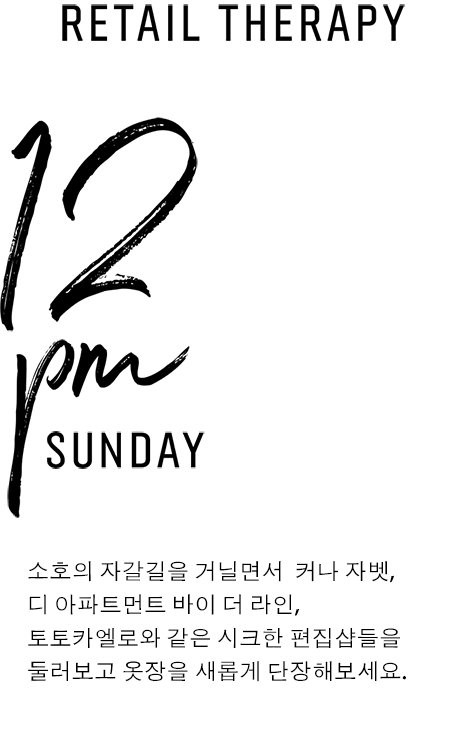 RETAIL THERAPY
12
pm
SUNDAY
소호의 자갈길을 거닐면서 커나 자벳,
디 아파트먼트 바이 더 라인,
토토카엘로와 같은 시크한 편집샵들을
둘러보고 옷장을 새롭게 단장해보세요.